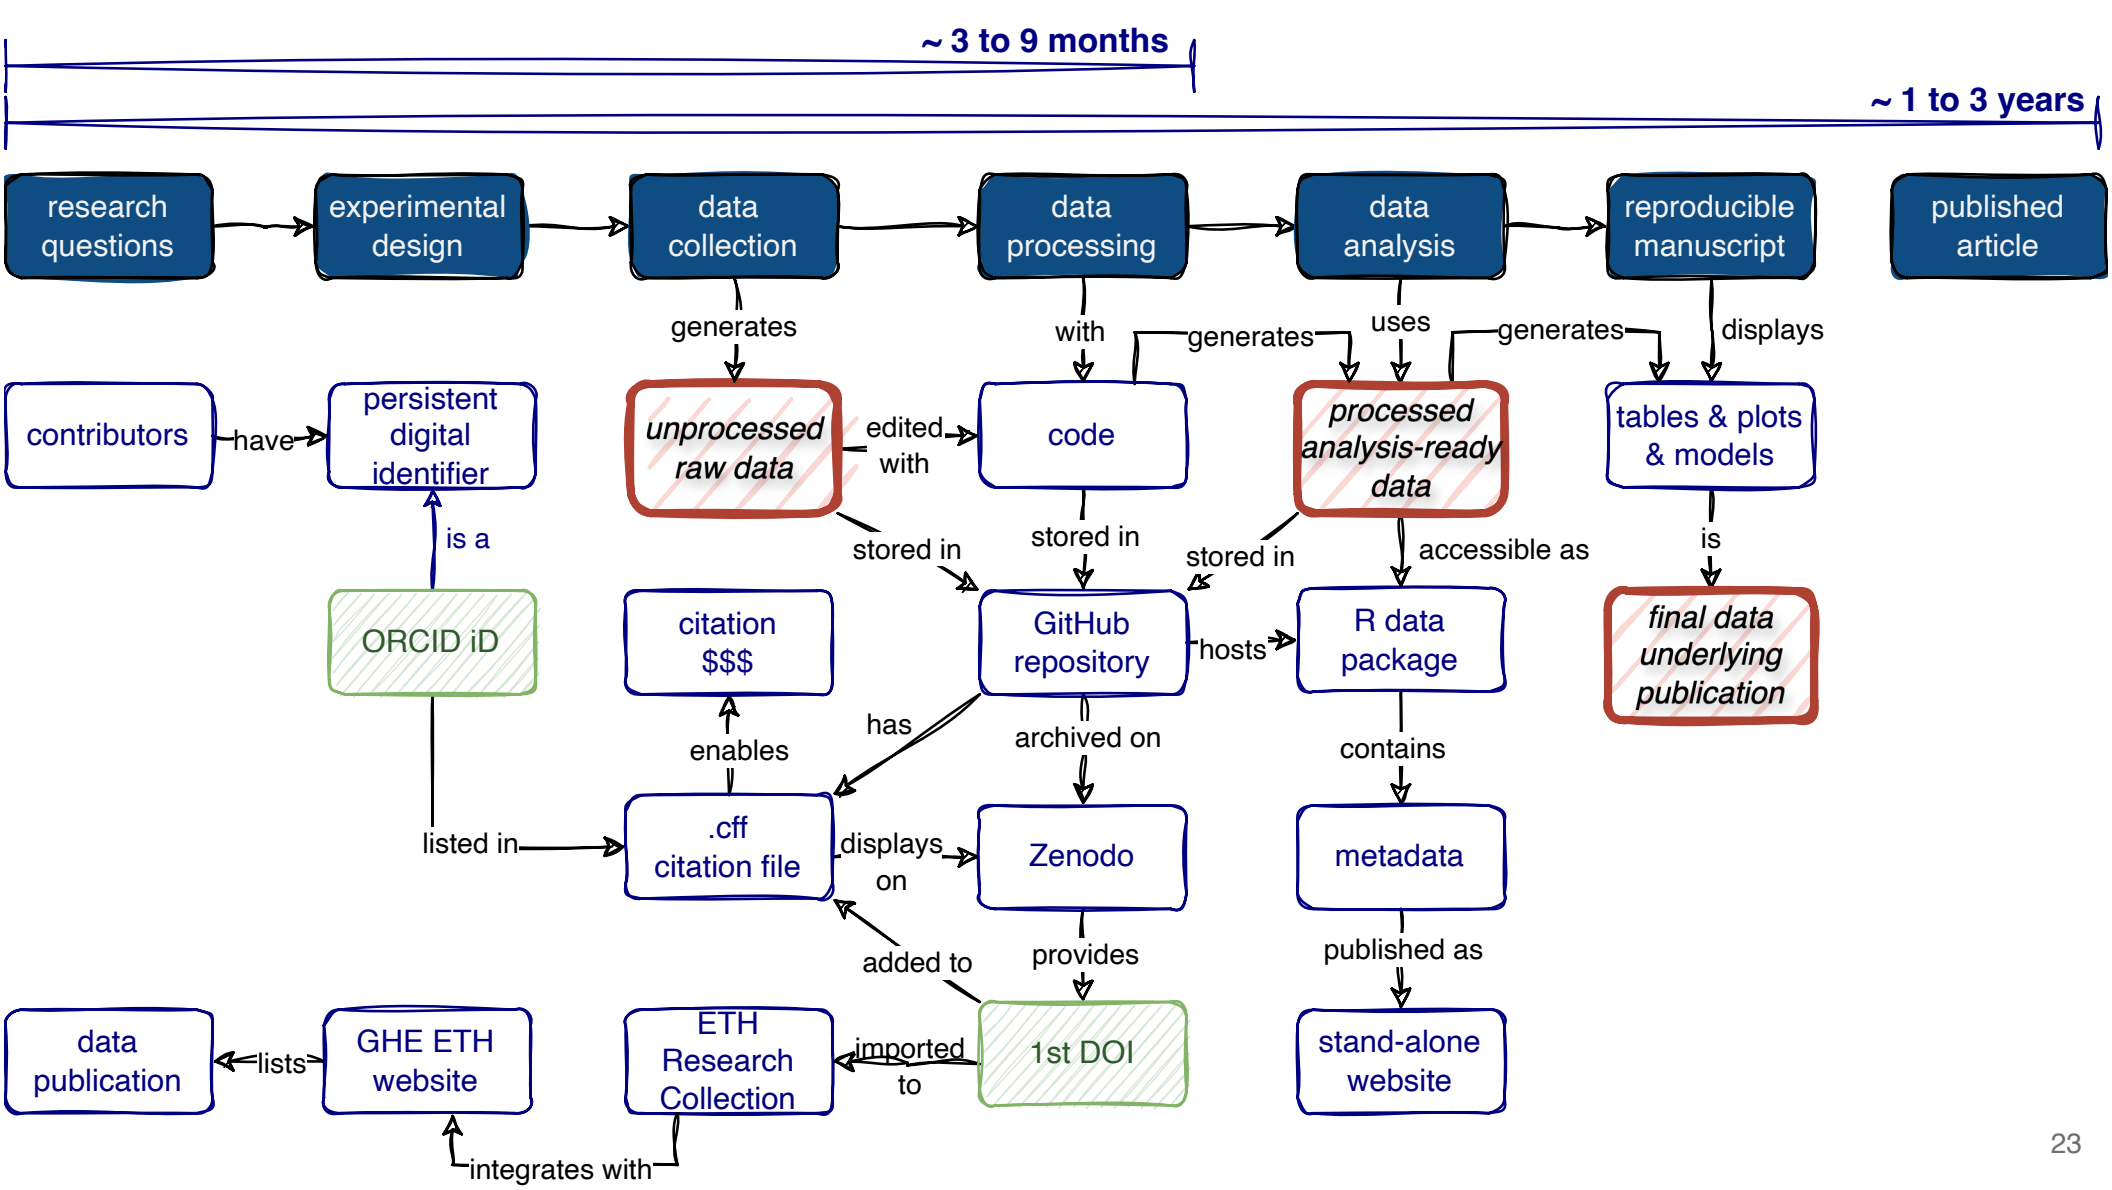 ~ 3 to 9 months
~ 1 to 3 years
research
questions
experimental
design
data
collection
data
processing
data
analysis
reproducible
manuscript
published
article
generates
with
generates
uses
generates
displays
contributors
have
persistent
digital
identifier
unprocessed
raw data
edited
with
code
processed
analysis-ready
data
tables & plots
& models
is a
stored in
stored in
stored in
accessible as
is
ORCID iD
citation
$$$
GitHub
repository
hosts
R data
package
final data
underlying
publication
enables
has
archived on
contains
listed in
.cff
citation file
displays
on
Zenodo
metadata
added to
provides
published as
data
publication
lists
GHE ETH
website
ETH
Research
Collection
imported
to
1st DOI
stand-alone
website
integrates with
23